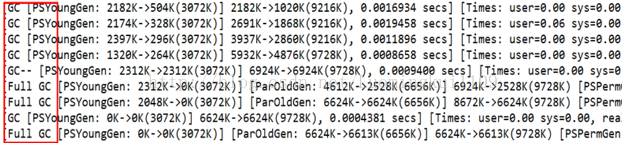 GC [PSYoungGen: 2182K->504K(3072K)] 2182K->1020K(9216K), 0.0016934 secs] [Times: user=0.00 sys=0.00
GC [PSYoungGen: 2174K->328K(3072K)] 2691K->1868K(9216K), 0.0019458 secs] [Times: user=0.06 sys=0.00
GC [PSYoungGen: 2397K->296K(3072K)] 3937K->2860K(9216K), 0.0011896 secs] [Times: user=0.00 sys=0.00
GC [PSYoungGen: 1320K->264K(3072K)] 5932K->4876K(9728K), 0.0008658 secs] [Times: user=0.00 sys=0.00
GC-- [PSYoungGen: 2312K->2312K(3072K)] 6924K->6924K(9728K), 0.0009400 secs] [Times: user=0.00 sys=0
[Full GC [PSYoungGen: 2312K->0K(3072K)] [ParOldGen: 4612K->2528K(6656K)] 6924K->2528K(9728K) [PSPerm
[Full GC [PSYoungGen: 2048K->0K(3072K)] [ParOldGen: 6624K->6624K(6656K)] 8672K->6624K(9728K) [PSPerm
[GC [PSYoungGen: 0K->0K(3072K)] 6624K->6624K(9728K), 0.0004381 secs] [Times: user=0.00 sys=0.00, rea
[Full GC [PSYoungGen: 0K->0K(3072K)] [ParOldGen: 6624K->6613K(6656K)] 6624K->6613K(9728K) [PSPermGen